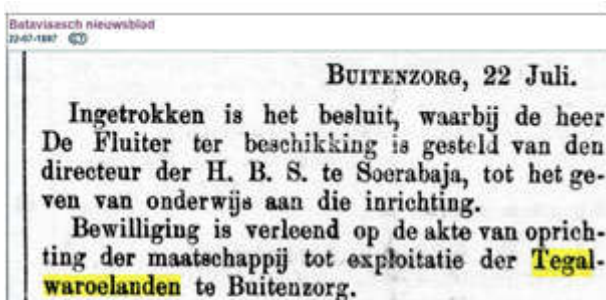 Batavisasch nieuwsblad
22-07-1897
BUITENZORG, 22 Juli.
Ingetrokken is het besluit, waarbij de heer
De Fluiter ter beschikking is gesteld van den
directeur der H. B. S. te Soerabaja, tot het ge-
ven van onderwijs aan die inrichting.
Bewilliging is verleend op de akte van oprich-
ting der maatschappij tot exploitatie der Tegal-
waroelanden te Buitenzorg.